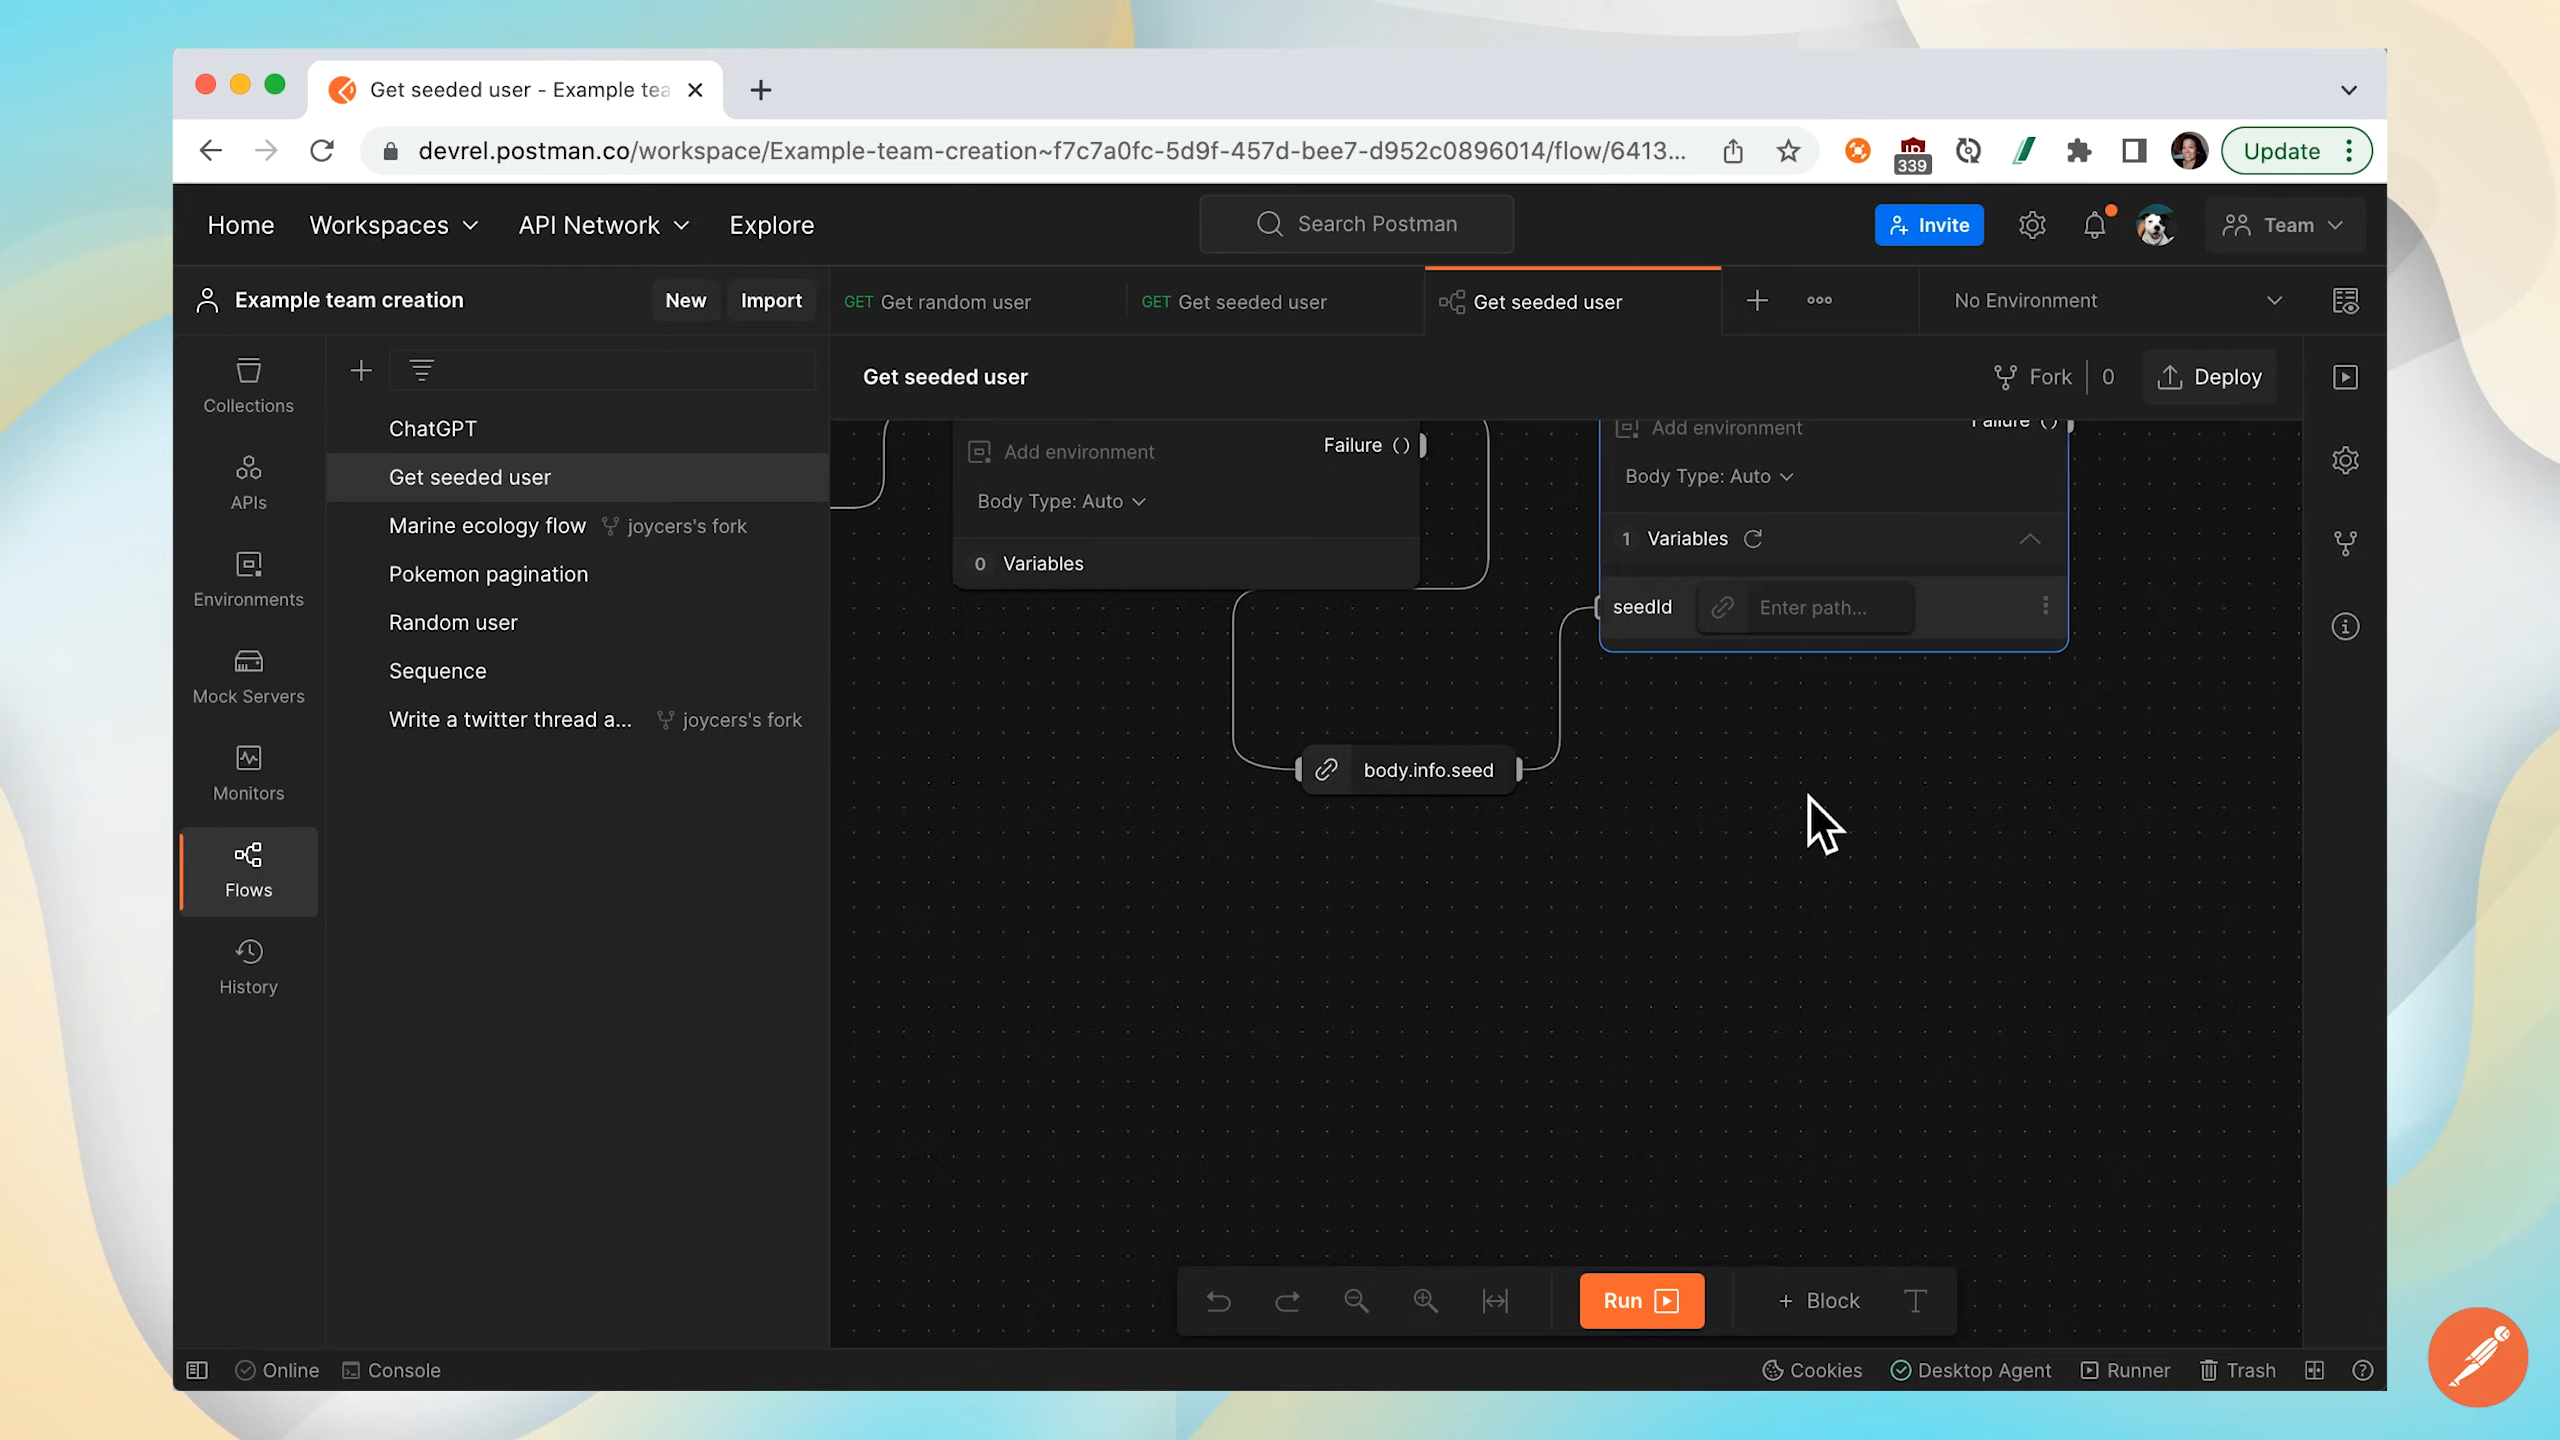 Get seeded user - Example tea
devrel.postman.co/workspace/Example-team-creation~f7c7a0fc-5d9f-457d-bee7-d952c0896014/flow/6413...
339
Update
Home
Workspaces
API Network
Explore
Search Postman
Invite
Team
Example team creation
New
Import
GET Get random user
GET Get seeded user
Get seeded user
No Environment
Collections
APIs
Environments
Mock Servers
Monitors
Flows
History
ChatGPT
Get seeded user
Marine ecology flow joycers's fork
Pokemon pagination
Random user
Sequence
Write a twitter thread a... joycers's fork
Get seeded user
Fork 0
Deploy
Add environment
Failure ()
Body Type: Auto
0 Variables
Add environment
Failure ()
Body Type: Auto
1 Variables
seedId
Enter path...
body.info.seed
Run
+ Block
T
Online
Console
Cookies
Desktop Agent
Runner
Trash